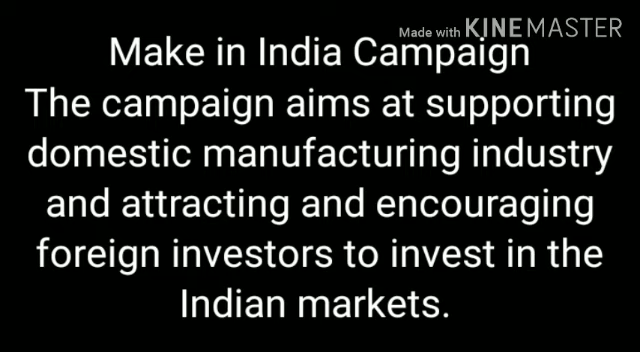 Made with KINEMASTER
Make in India Campaign
The campaign aims at supporting
domestic manufacturing industry
and attracting and encouraging
foreign investors to invest in the
Indian markets.